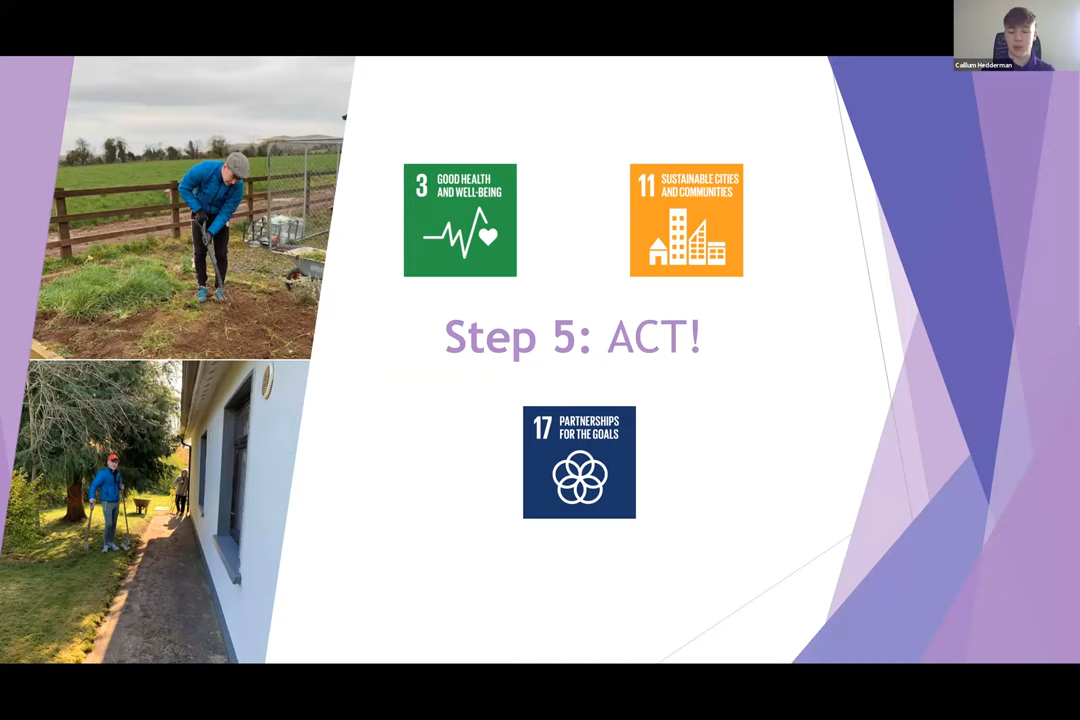 Caillum Hedderman
3 GOOD HEALTH
AND WELL-BEING
11 SUSTAINABLE CITIES
AND COMMUNITIES
Step 5: ACT!
17 PARTNERSHIPS
FOR THE GOALS